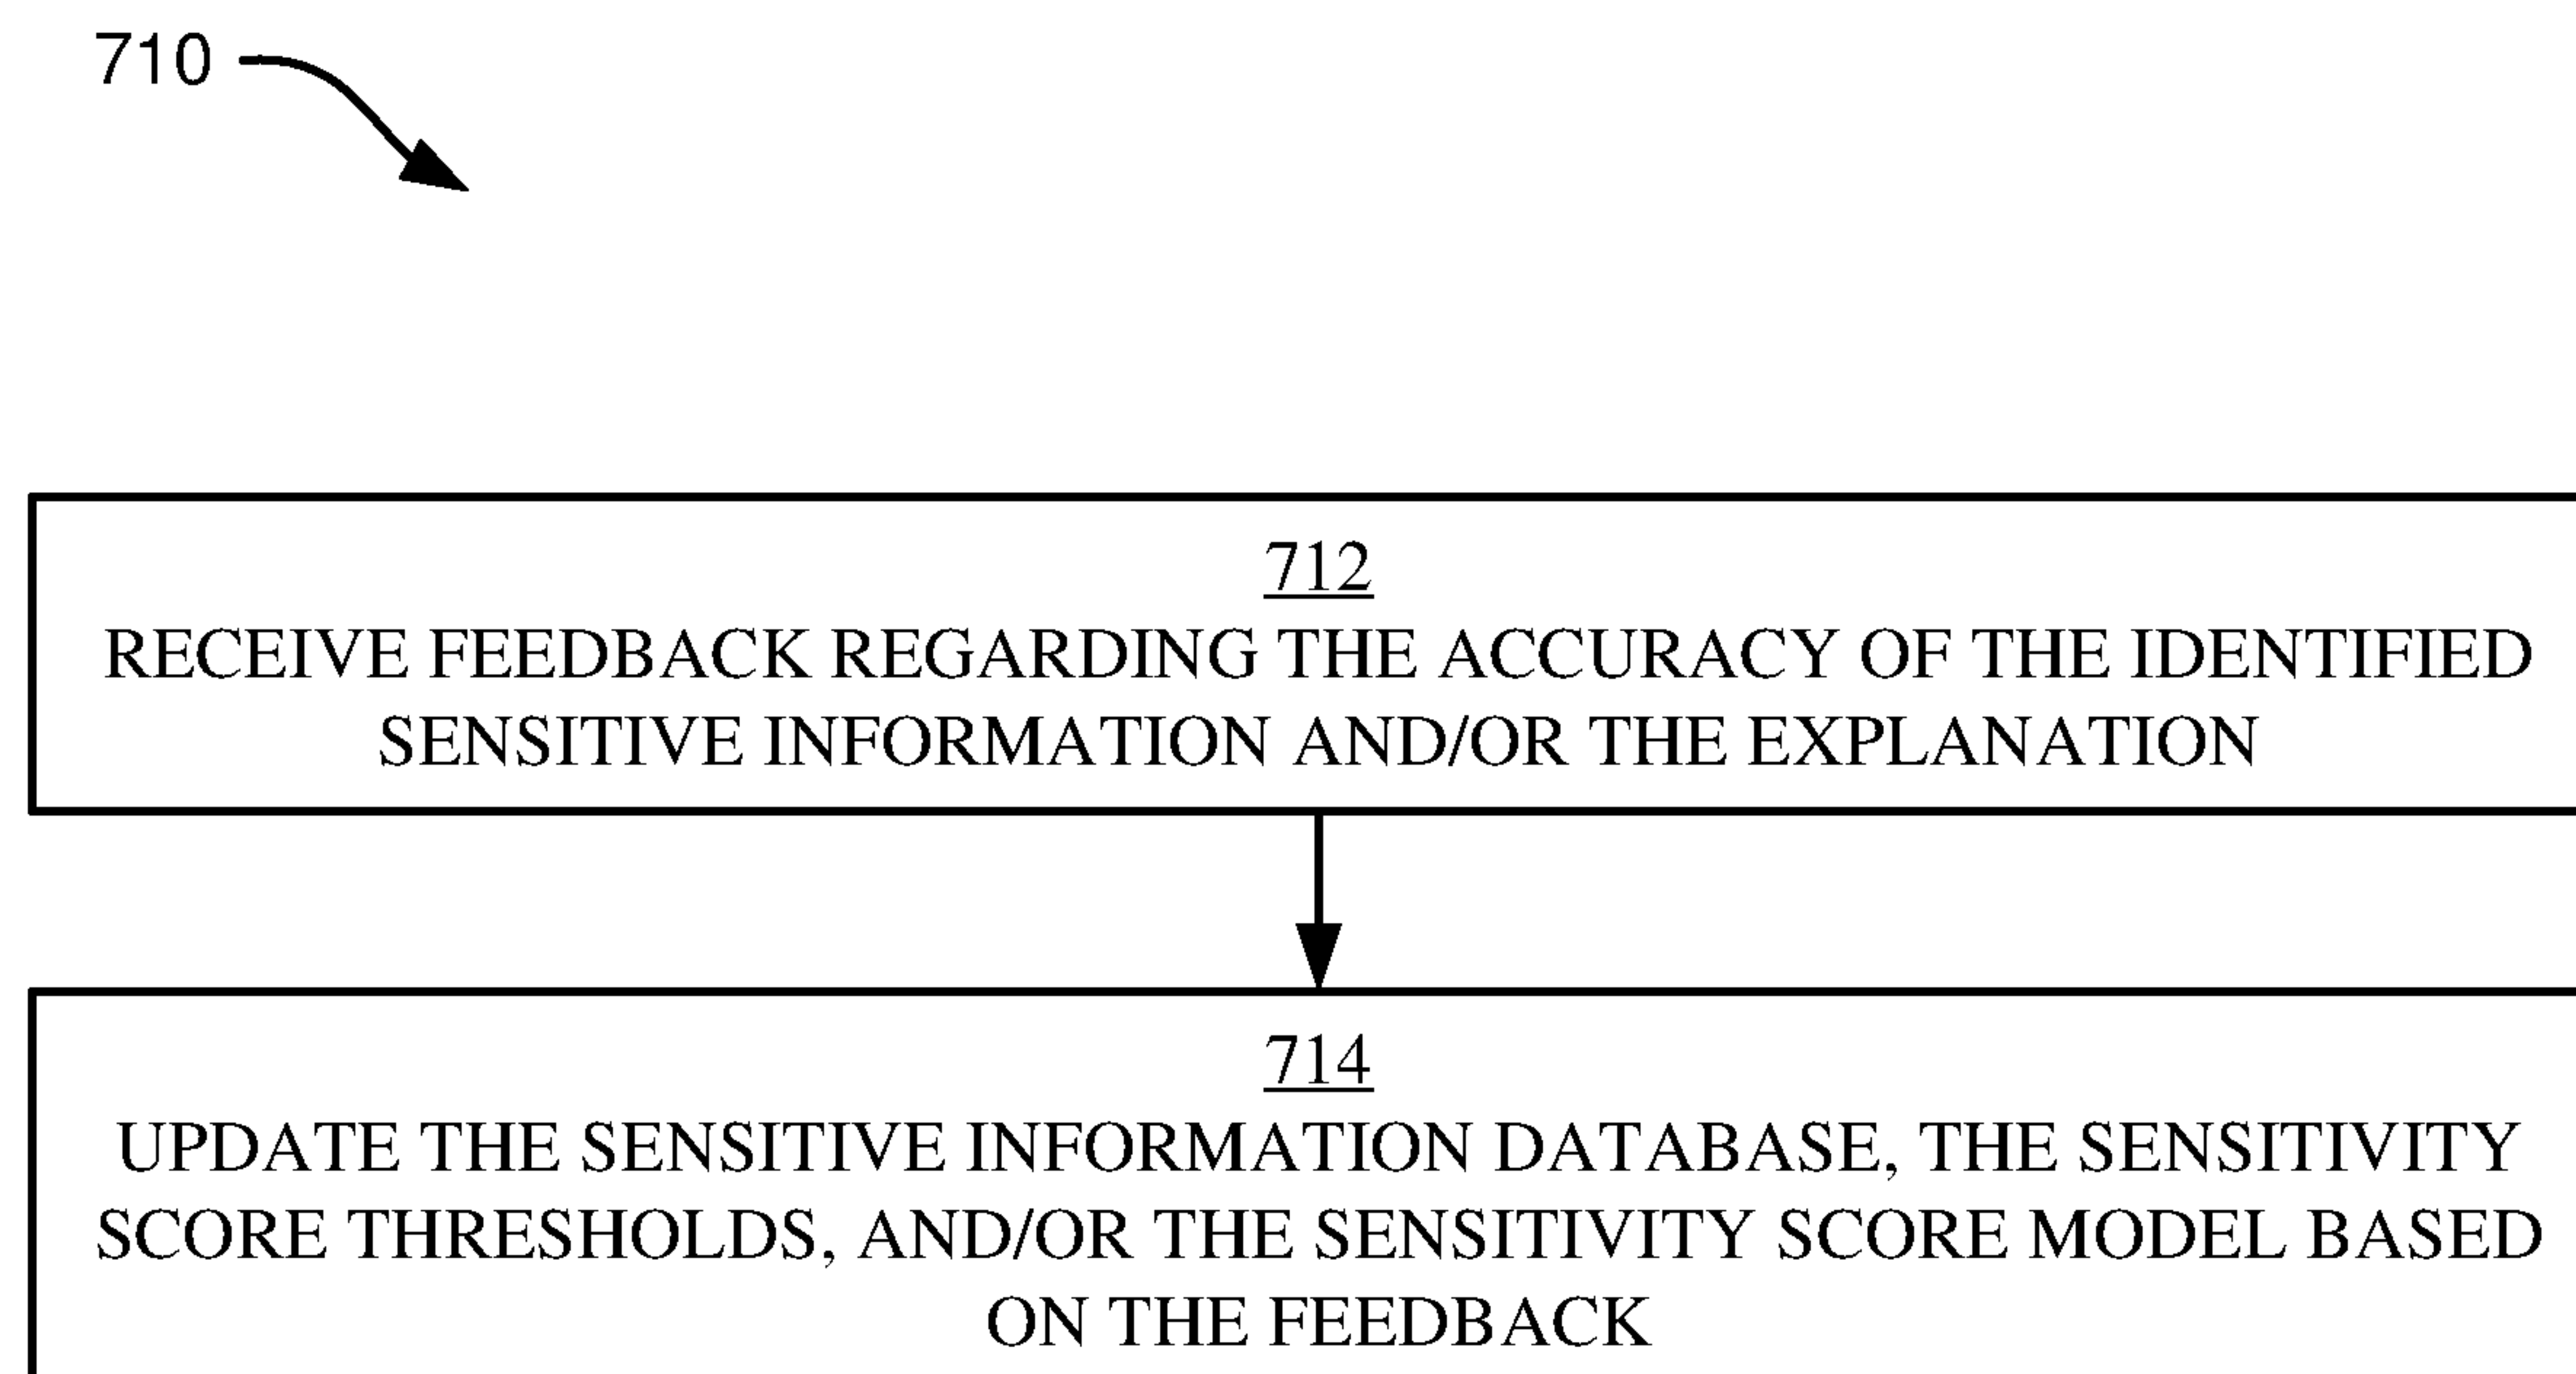 710
712
RECEIVE FEEDBACK REGARDING THE ACCURACY OF THE IDENTIFIED
SENSITIVE INFORMATION AND/OR THE EXPLANATION
714
UPDATE THE SENSITIVE INFORMATION DATABASE, THE SENSITIVITY
SCORE THRESHOLDS, AND/OR THE SENSITIVITY SCORE MODEL BASED
ON THE FEEDBACK